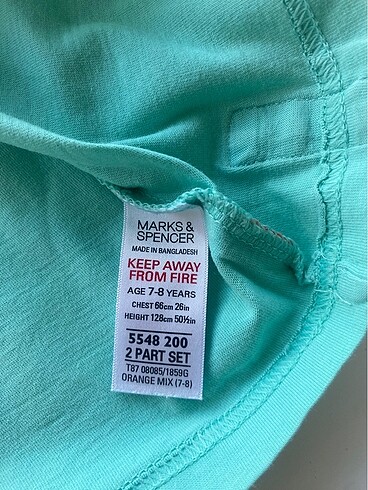 MARKS &
SPENCER
MADE IN BANGLADESH
KEEP AWAY
FROM FIRE
AGE 7-8 YEARS
CHEST 66cm 26in
HEIGHT 128cm 50½in
5548 200
2 PART SET
T87 08085/1859G
ORANGE MIX (7-8)